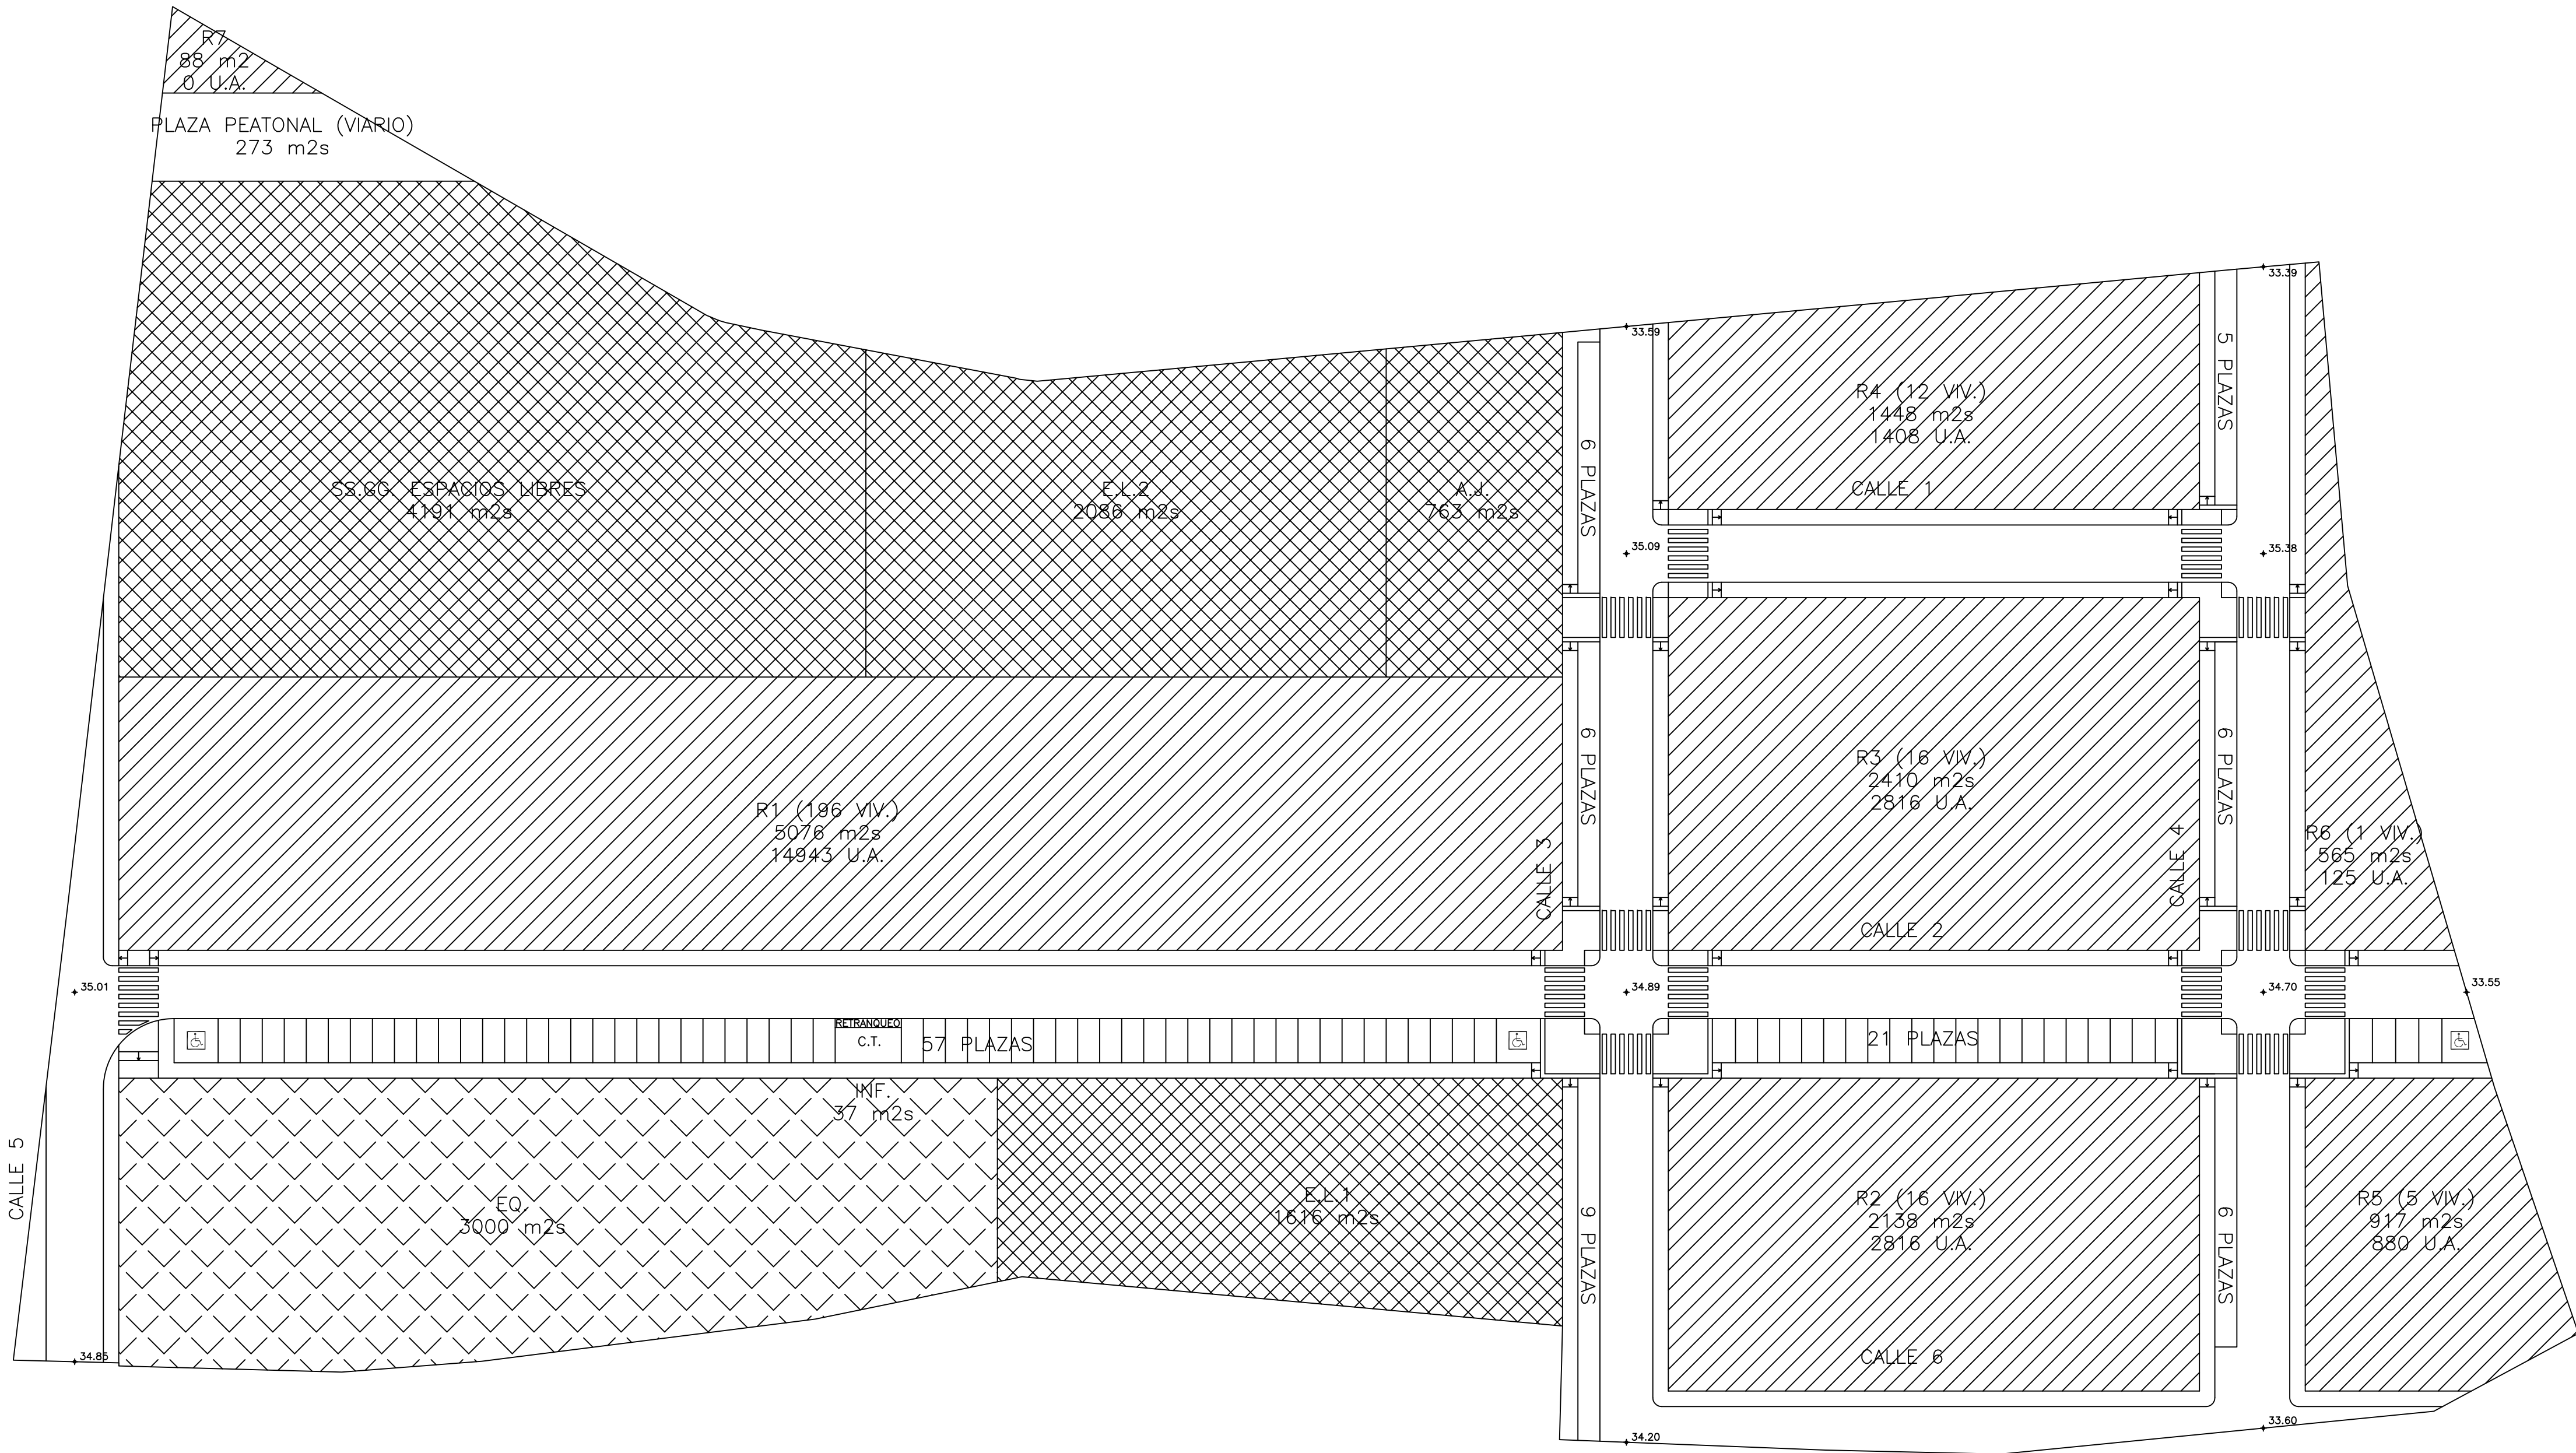 R7
88 m2
0 U.A.
PLAZA PEATONAL (VIARIO)
273 m2s
33.39
33.59
5 PLAZAS
R4 (12 VIV.)
1448 m2s
1408 U.A.
CALLE 1
6 PLAZAS
SS.GG. ESPACIOS LIBRES
4191 m2s
E.L.2
2086 m2s
A.J.
763 m2s
35.09
35.38
R3 (16 VIV.)
2410 m2s
2816 U.A.
6 PLAZAS
6 PLAZAS
R1 (196 VIV.)
5076 m2s
14943 U.A.
CALLE 3
CALLE 4
R6 (1 VIV.)
565 m2s
125 U.A.
CALLE 2
35.01
34.89
34.70
33.55
RETRANQUEO
C.T.
57 PLAZAS
21 PLAZAS
INF.
37 m2s
CALLE 5
EQ.
3000 m2s
E.L.1
1616 m2s
9 PLAZAS
R2 (16 VIV.)
2138 m2s
2816 U.A.
6 PLAZAS
R5 (5 VIV.)
917 m2s
880 U.A.
CALLE 6
34.85
34.20
33.60